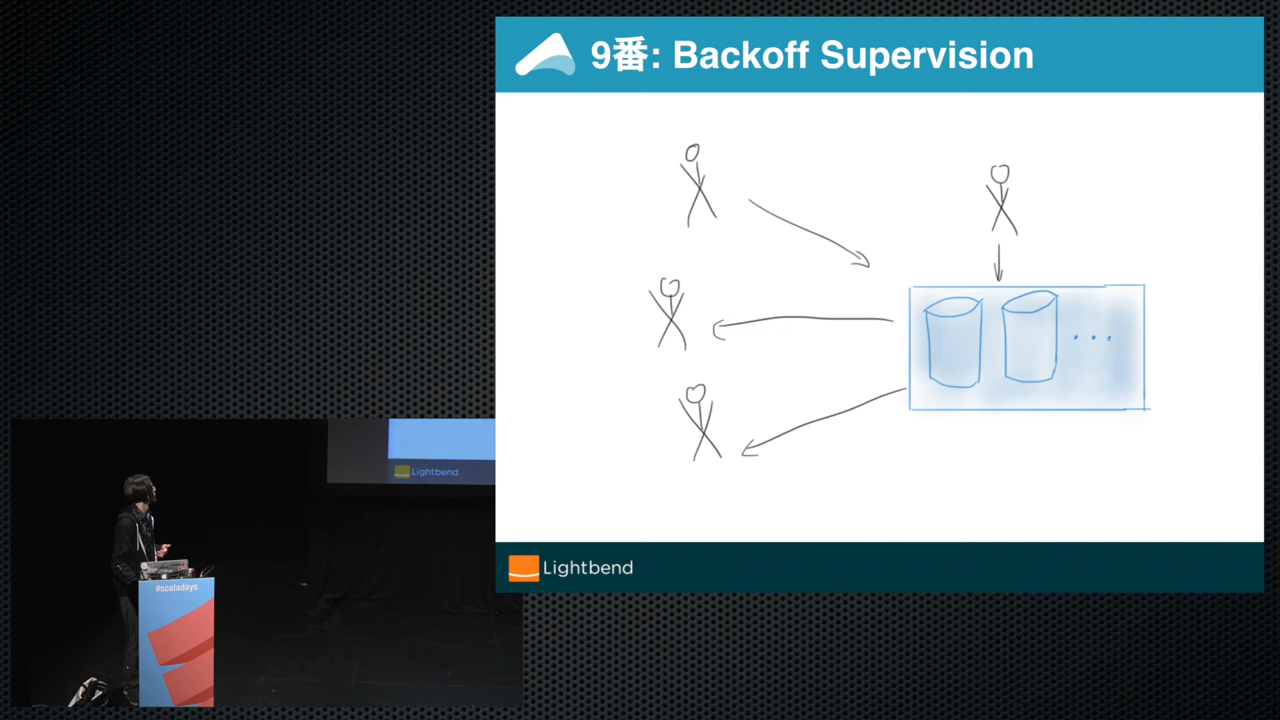 9番: Backoff Supervision
...
Lightbend
Lightbend
#scaladays